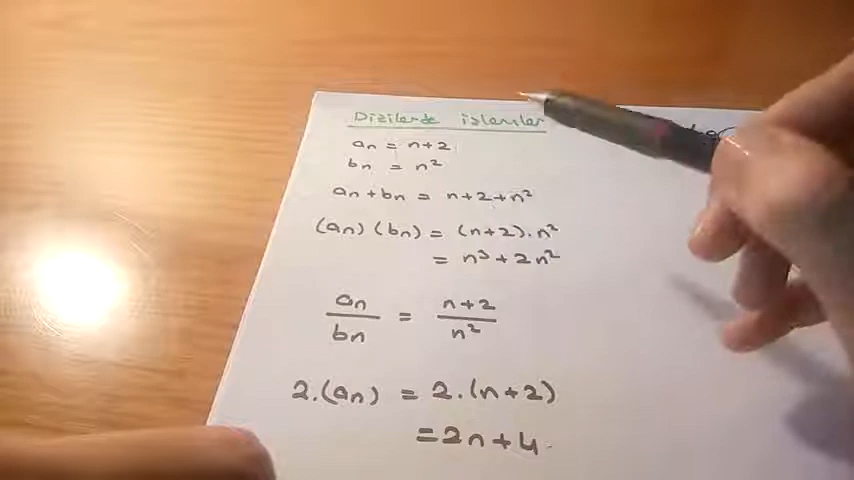 Dizilerde işlemler
an = n+2
bn = n²
an+bn = n+2+n²
(an)(bn) = (n+2).n²
= n³+2n²
an/bn = n+2/n²
2.(an) = 2.(n+2)
=2n+4